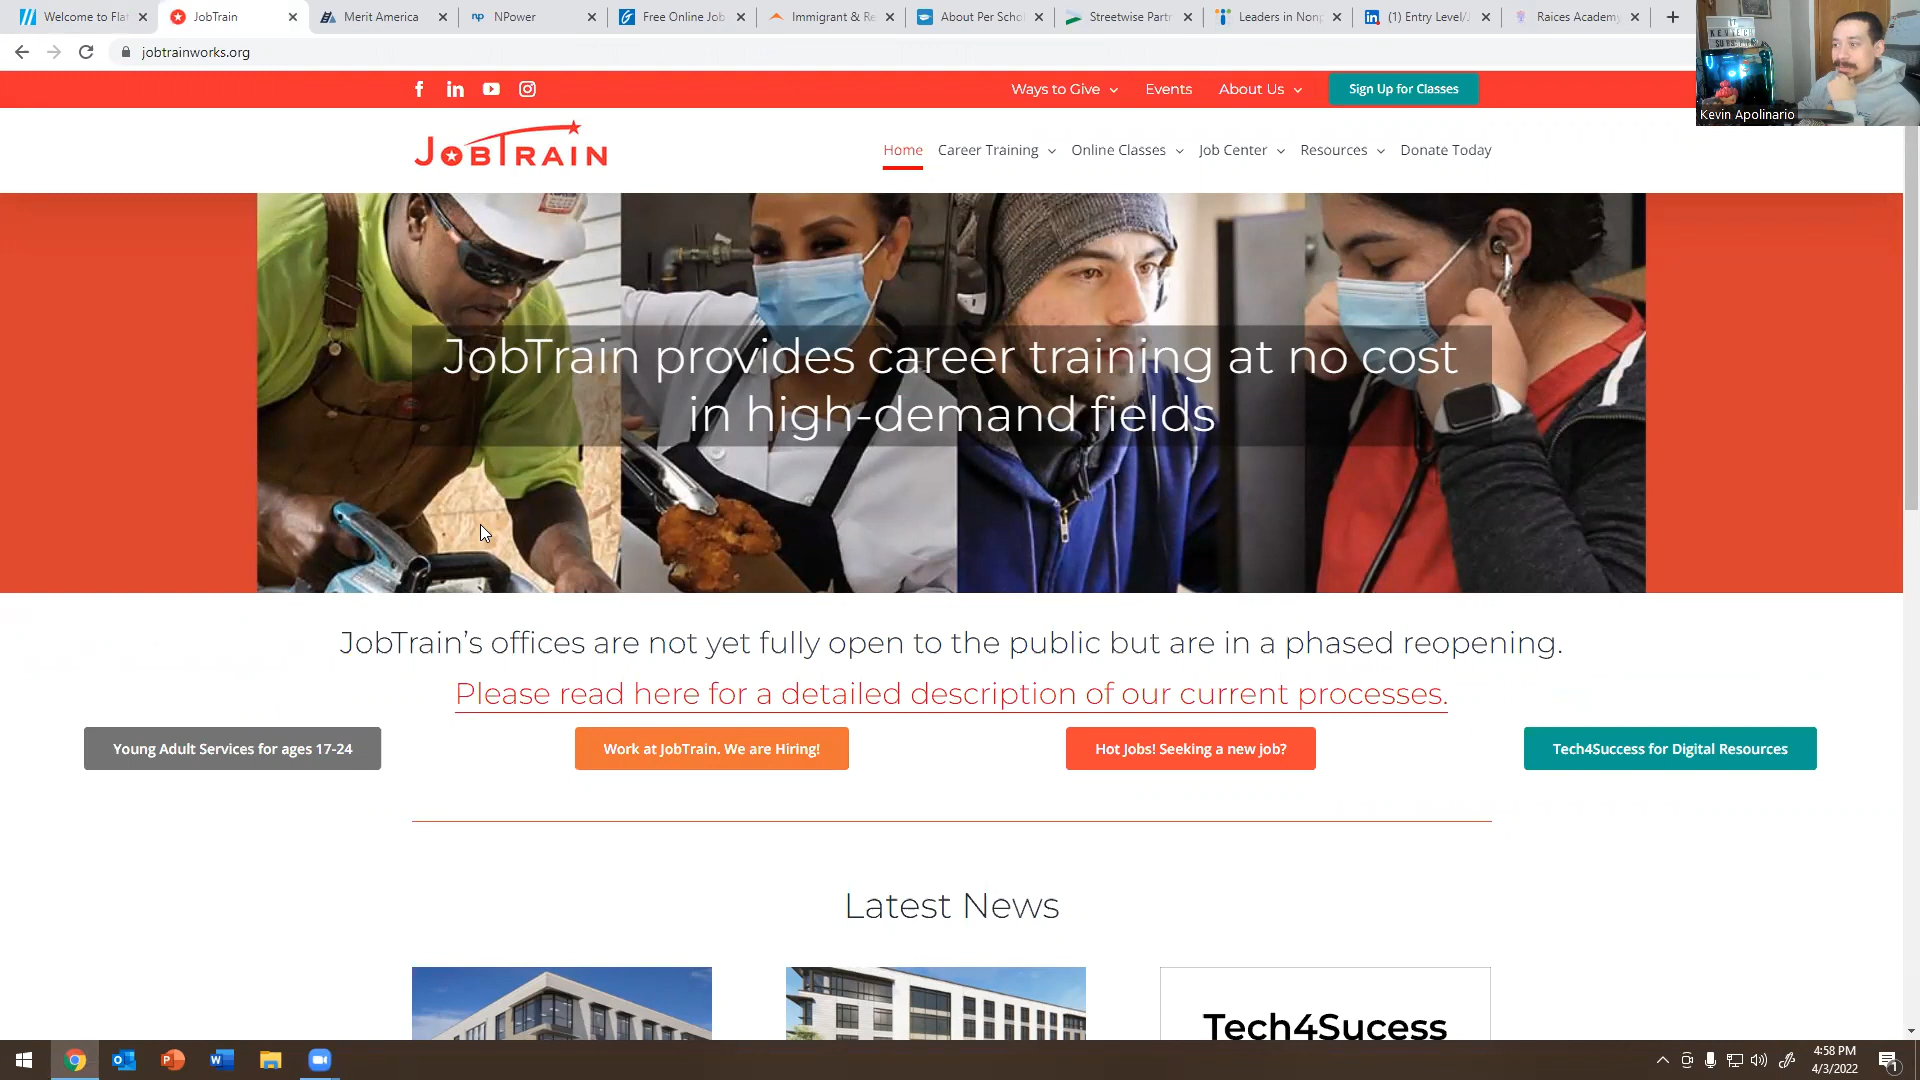 Welcome to Flat
JobTrain
Merit America
np NPower
Free Online Job
Immigrant & Re
About Per Schol
Streetwise Partn
Leaders in Nonp
in (1) Entry Level/J
Raices Academy
jobtrainworks.org
Ways to Give
Events
About Us
Sign Up for Classes
Kevin Apolinario
JOBTRAIN
Home
Career Training
Online Classes
Job Center
Resources
Donate Today
JobTrain provides career training at no cost
in high-demand fields
JobTrain's offices are not yet fully open to the public but are in a phased reopening.
Please read here for a detailed description of our current processes.
Young Adult Services for ages 17-24
Work at JobTrain. We are Hiring!
Hot Jobs! Seeking a new job?
Tech4Success for Digital Resources
Latest News
Tech4Sucess
4:58 PM
4/3/2022